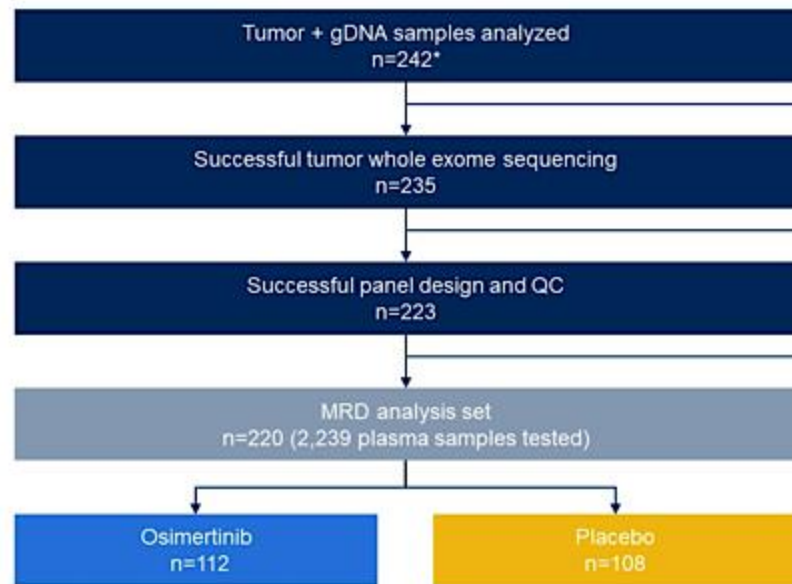 Tumor + gDNA samples analyzed
n=242*
Successful tumor whole exome sequencing
n=235
Successful panel design and QC
n=223
MRD analysis set
n=220 (2,239 plasma samples tested)
Osimertinib
n=112
Placebo
n=108